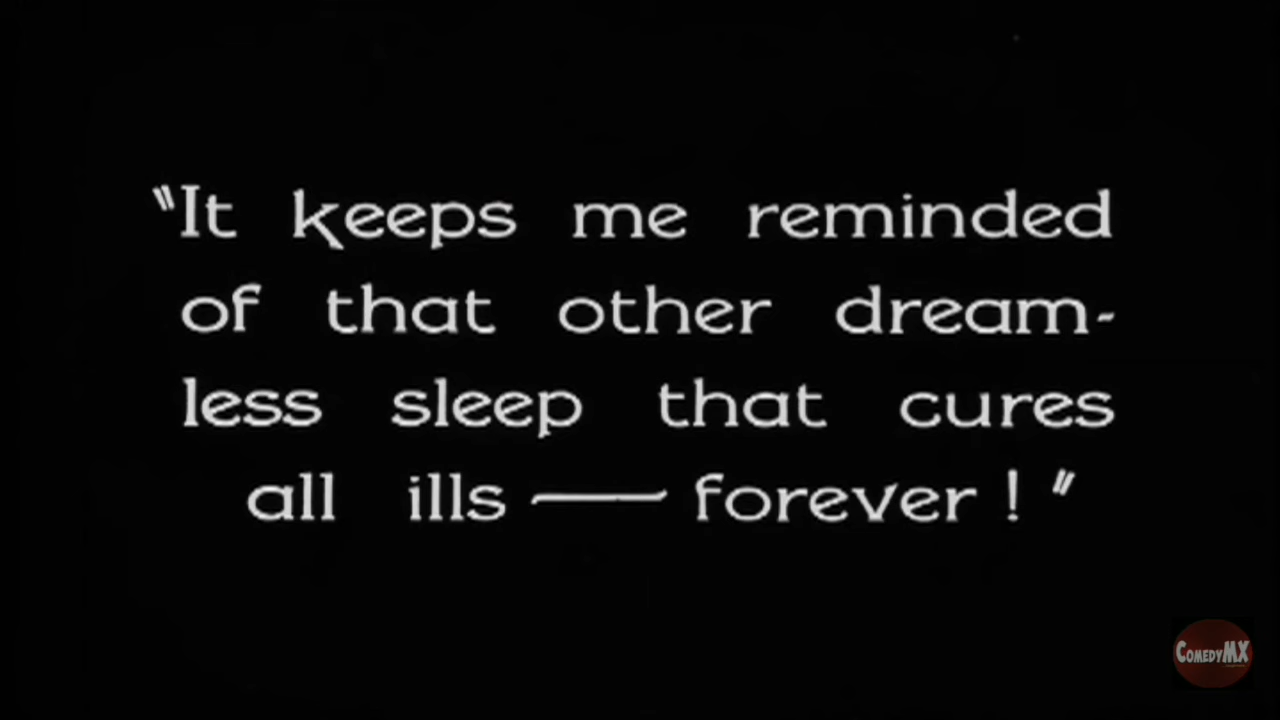 "It keeps me reminded
of that other dream-
less sleep that cures
all ills — forever ! "
COMEDYMX